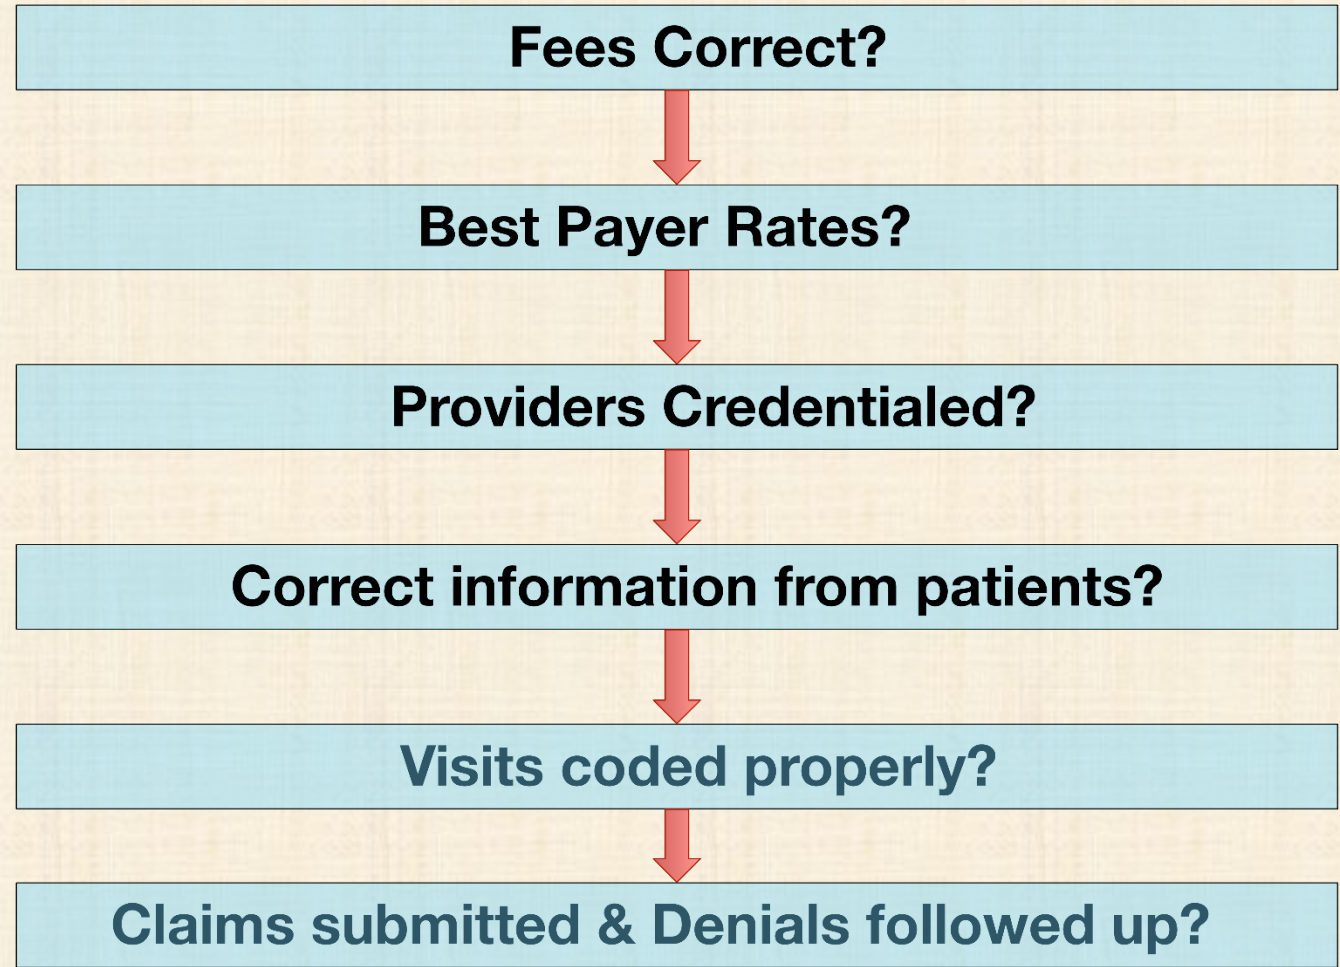 Fees Correct?
Best Payer Rates?
Providers Credentialed?
Correct information from patients?
Visits coded properly?
Claims submitted & Denials followed up?